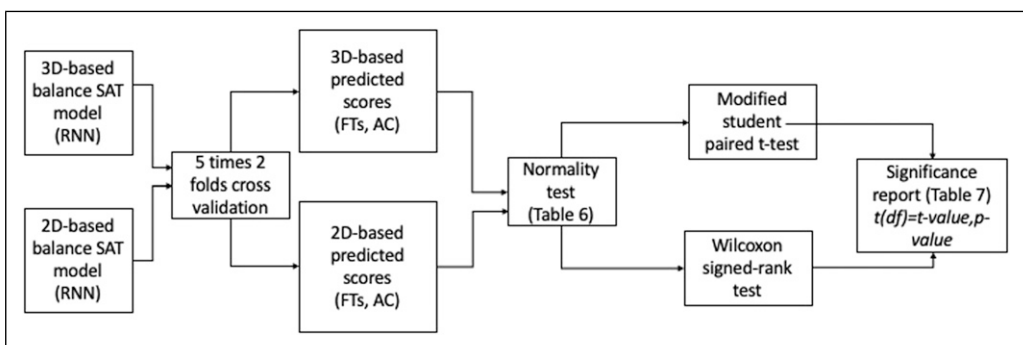 3D-based
balance SAT
model
(RNN)
2D-based
balance SAT
model
(RNN)
5 times 2
folds cross
validation
3D-based
predicted
scores
(FTs, AC)
2D-based
predicted
scores
(FTs, AC)
Normality
test
(Table 6)
Modified
student
paired t-test
Wilcoxon
signed-rank
test
Significance
report (Table 7)
t(df)=t-value,p-
value